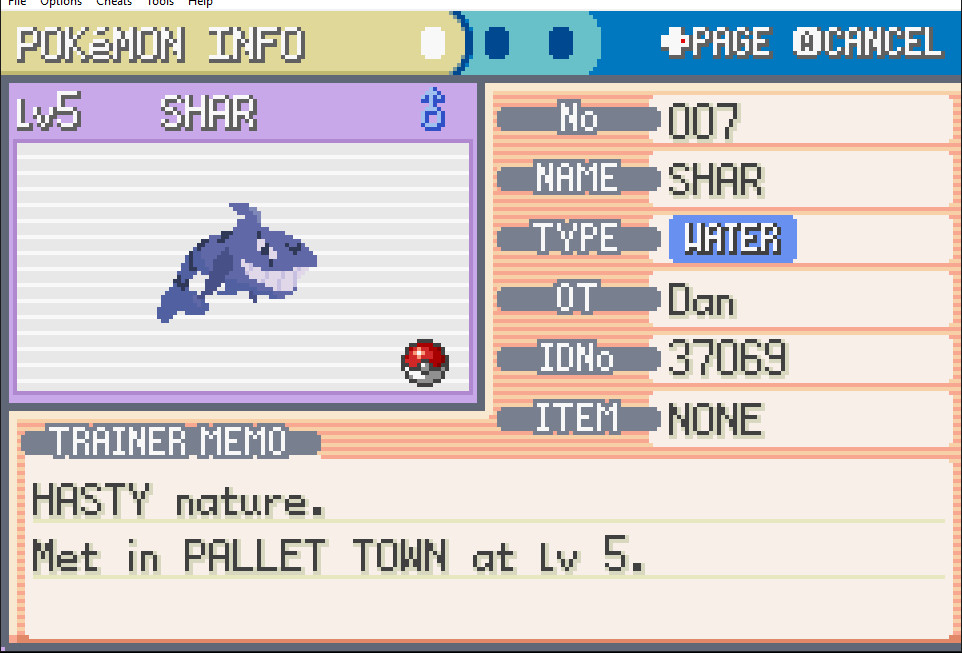 File Options Cheats Tools Help
POKéMON INFO PAGE A CANCEL
Lv5 SHAR ♂
No 007
NAME SHAR
TYPE WATER
OT Dan
IDNo 37069
ITEM NONE
TRAINER MEMO
HASTY nature.
Met in PALLET TOWN at Lv 5.